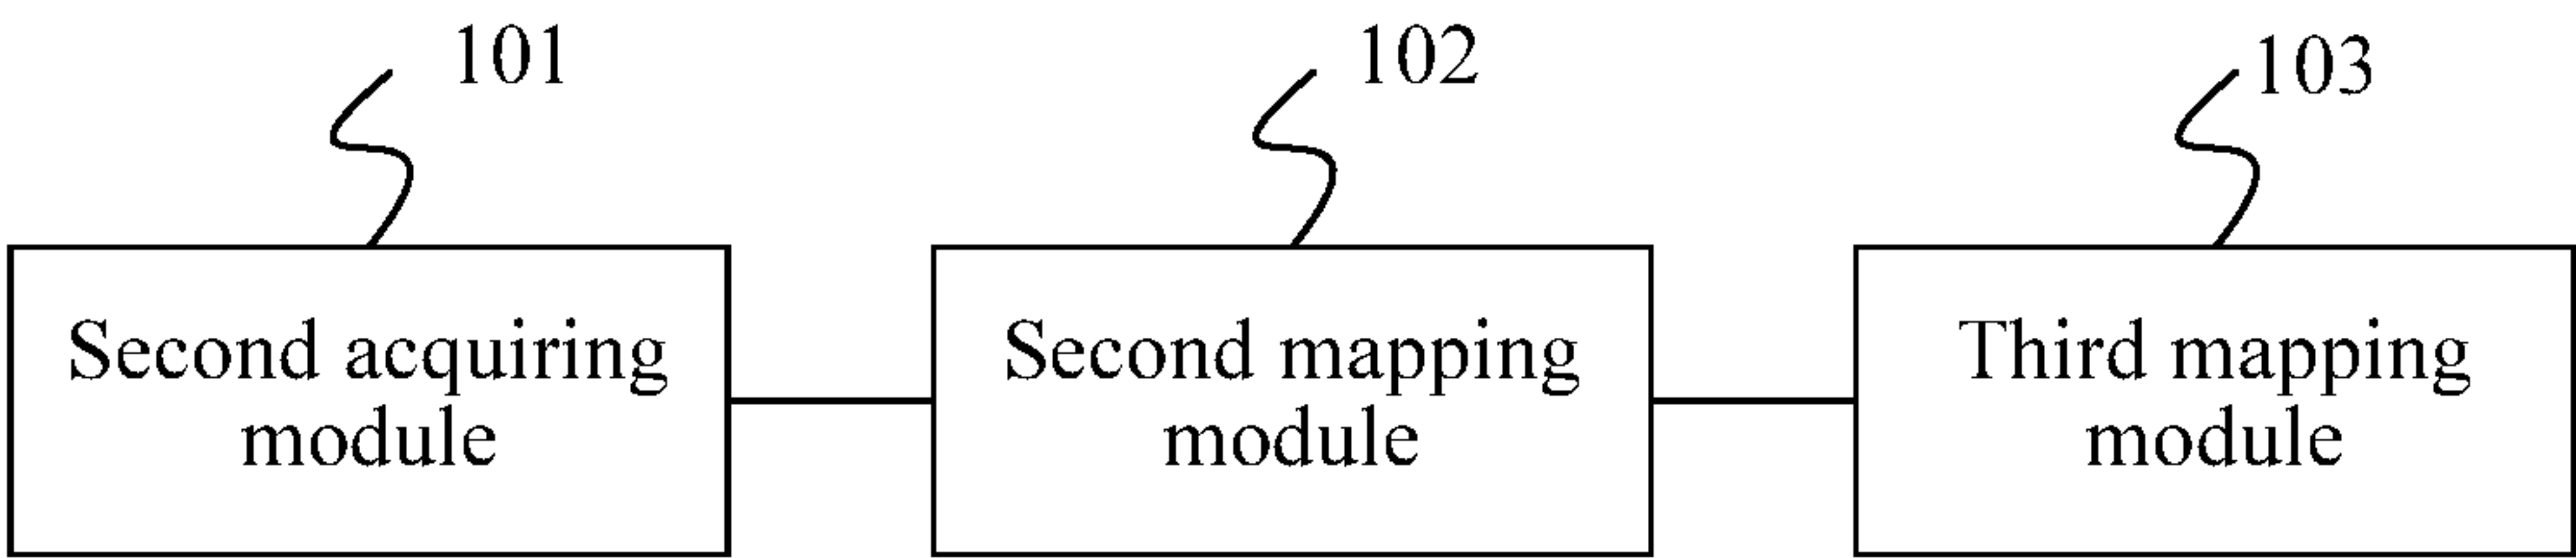 101
102
103
Second acquiring
module
Second mapping
module
Third mapping
module